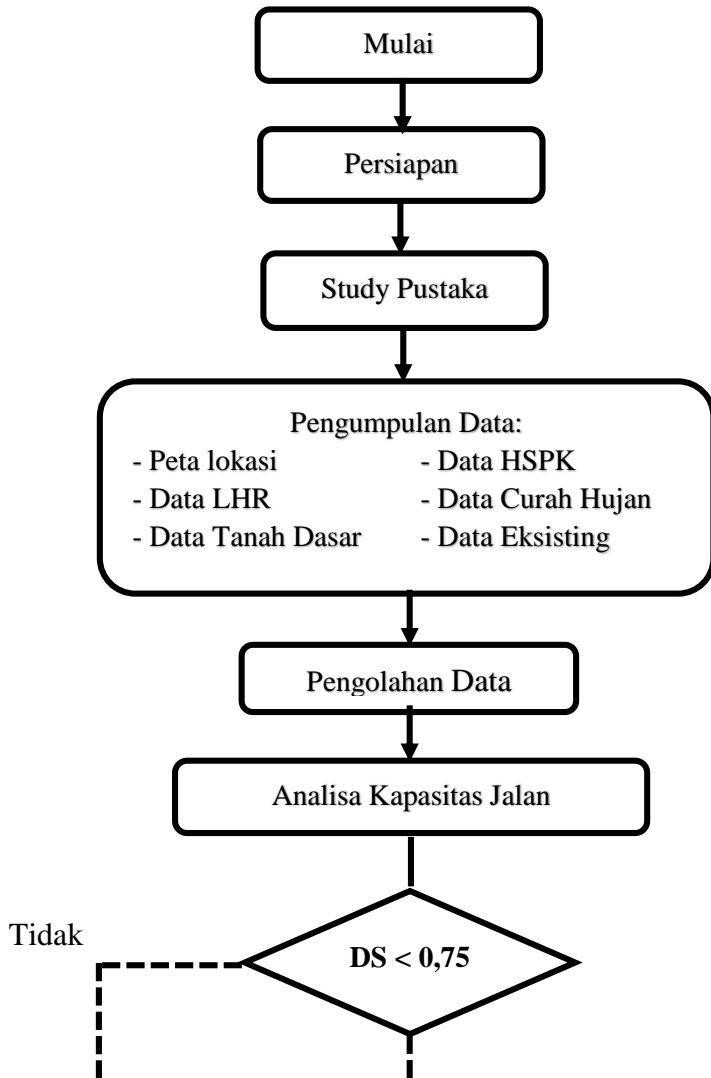 Mulai
Persiapan
Study Pustaka
Pengumpulan Data:
- Peta lokasi
- Data HSPK
- Data LHR
- Data Curah Hujan
- Data Tanah Dasar
- Data Eksisting
Pengolahan Data
Analisa Kapasitas Jalan
Tidak
DS < 0,75